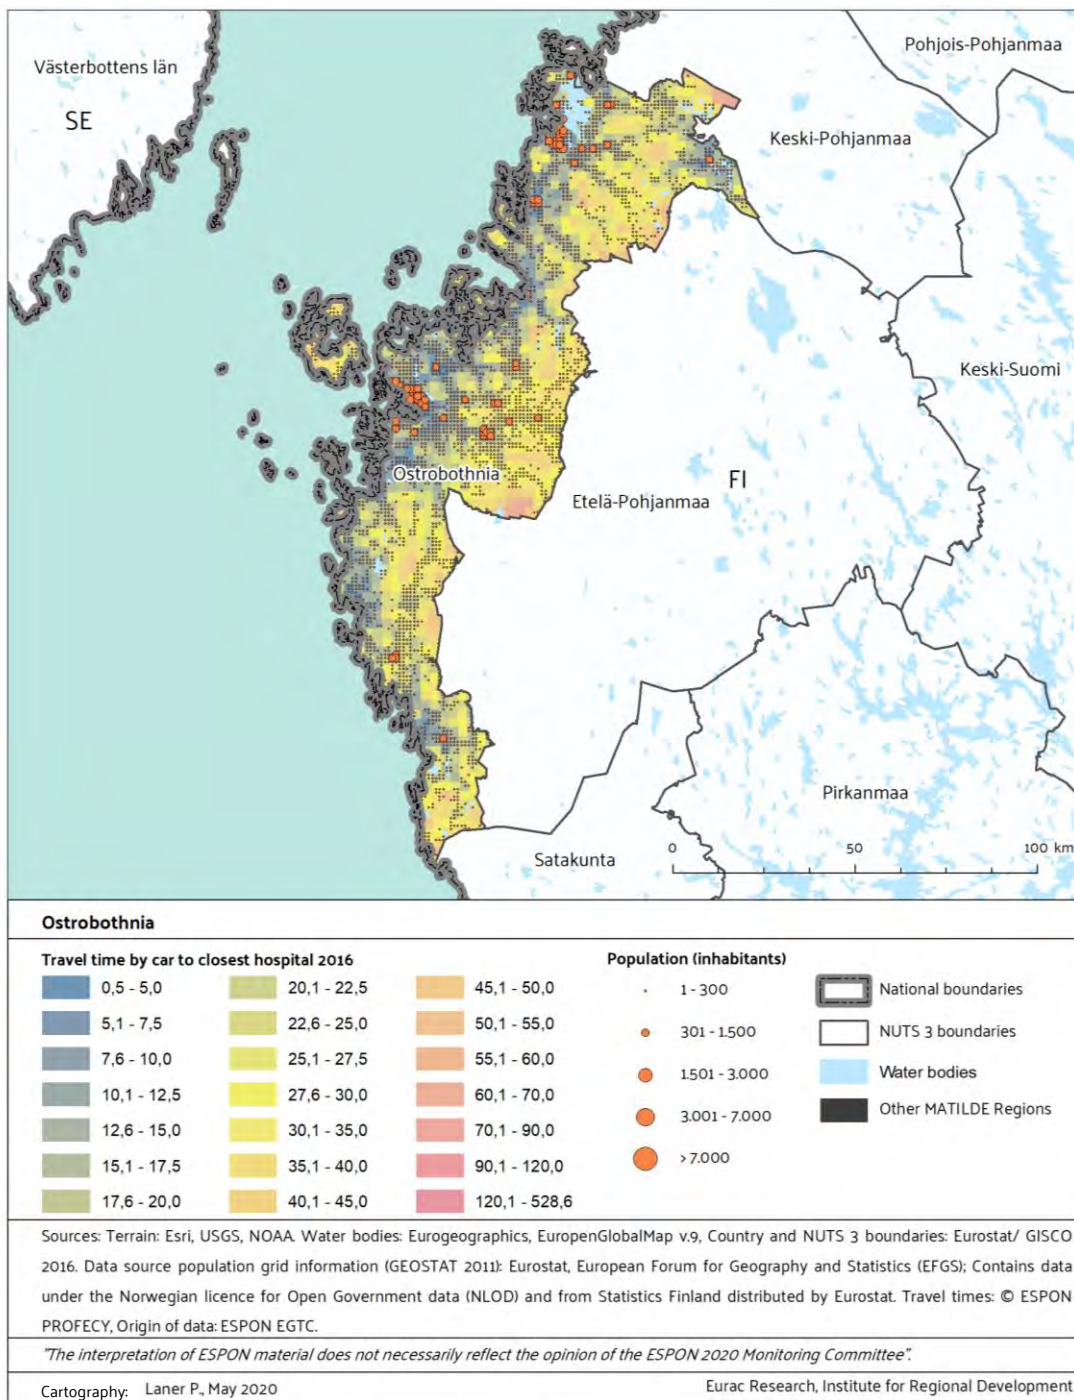 Västerbottens län
SE
Pohjois-Pohjanmaa
Keski-Pohjanmaa
Keski-Suomi
Ostrobothnia
Etelä-Pohjanmaa
FI
Pirkanmaa
Satakunta
0 50 100 km
Ostrobothnia
Travel time by car to closest hospital 2016
0,5 - 5,0
5,1 - 7,5
7,6 - 10,0
10,1 - 12,5
12,6 - 15,0
15,1 - 17,5
17,6 - 20,0
20,1 - 22,5
22,6 - 25,0
25,1 - 27,5
27,6 - 30,0
30,1 - 35,0
35,1 - 40,0
40,1 - 45,0
45,1 - 50,0
50,1 - 55,0
55,1 - 60,0
60,1 - 70,0
70,1 - 90,0
90,1 - 120,0
120,1 - 528,6
Population (inhabitants)
1 - 300
301 - 1.500
1.501 - 3.000
3.001 - 7.000
> 7.000
National boundaries
NUTS 3 boundaries
Water bodies
Other MATILDE Regions
Sources: Terrain: Esri, USGS, NOAA. Water bodies: Eurogeographics, EuropenGlobalMap v.9, Country and NUTS 3 boundaries: Eurostat/ GISCO
2016. Data source population grid information (GEOSTAT 2011): Eurostat, European Forum for Geography and Statistics (EFGS); Contains data
under the Norwegian licence for Open Government data (NLOD) and from Statistics Finland distributed by Eurostat. Travel times: © ESPON
PROFECY, Origin of data: ESPON EGTC.
"The interpretation of ESPON material does not necessarily reflect the opinion of the ESPON 2020 Monitoring Committee".
Cartography: Laner P., May 2020
Eurac Research, Institute for Regional Development